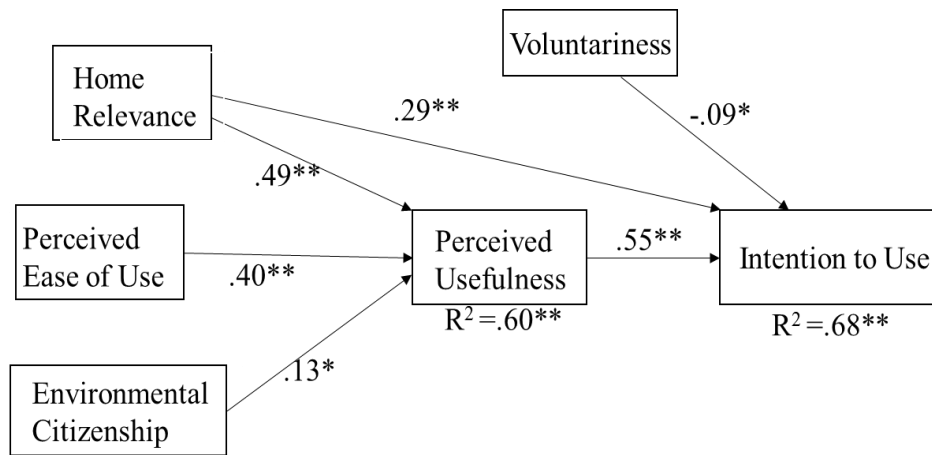 Voluntariness
Home
Relevance
.29**
-.09*
.49**
Perceived
Ease of Use
.40**
Perceived
Usefulness
R² =.60**
.55**
Intention to Use
R² =.68**
.13*
Environmental
Citizenship